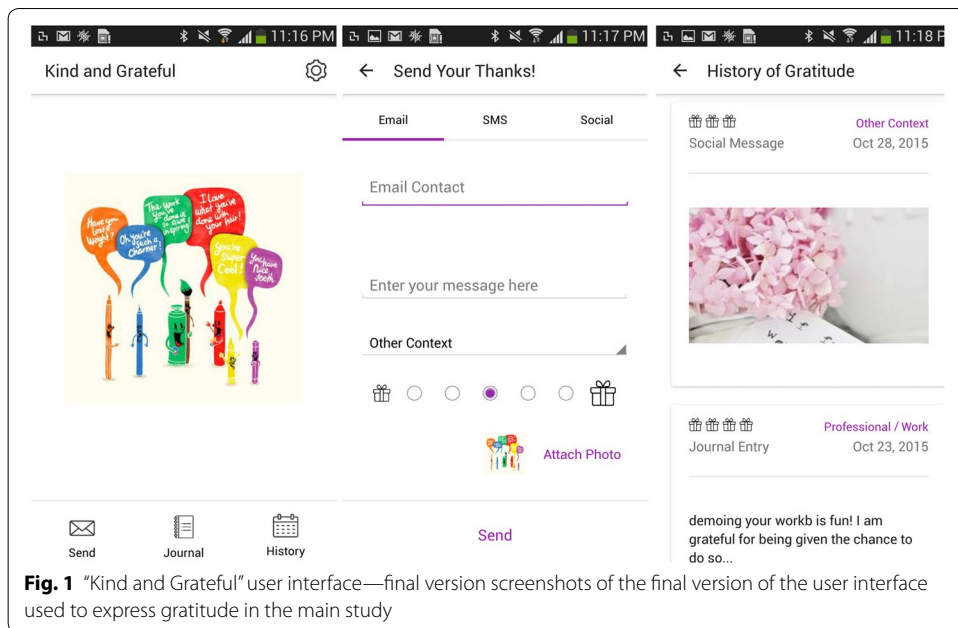 11:16 PM
Kind and Grateful
Have you lost Weight?
Oh you're such a Charmer!
The Work you've done is so awe inspiring
I Love what you've done with your hair!
You're Super Cool!
You have Nice teeth
Send
Journal
History
11:17 PM
Send Your Thanks!
Email
SMS
Social
Email Contact
Enter your message here
Other Context
Attach Photo
Send
11:18 P
History of Gratitude
Other Context
Social Message
Oct 28, 2015
If
we
Professional / Work
Journal Entry
Oct 23, 2015
demoing your workb is fun! I am
grateful for being given the chance to
do so...
Fig. 1 “Kind and Grateful” user interface—final version screenshots of the final version of the user interface
used to express gratitude in the main study